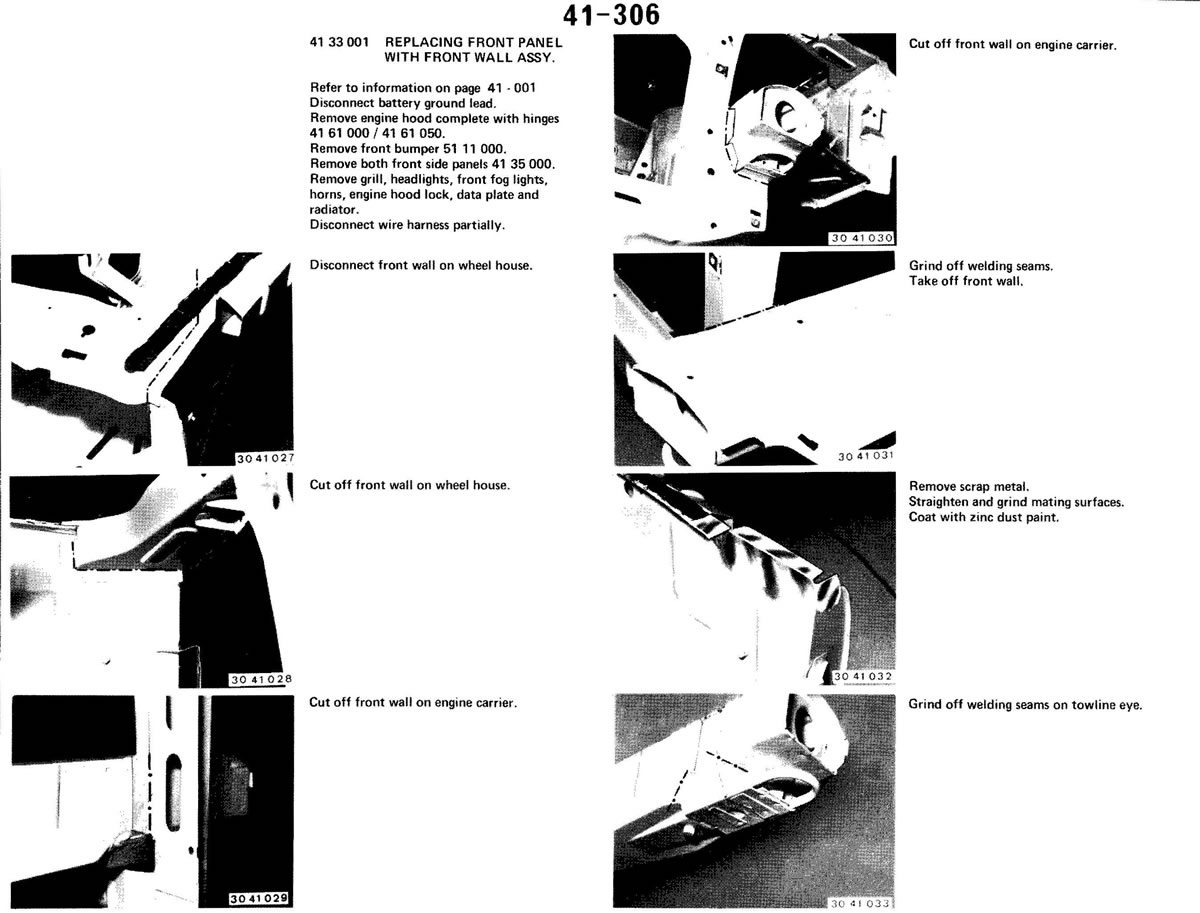 41-306
41 33 001 REPLACING FRONT PANEL
WITH FRONT WALL ASSY.
Refer to information on page 41 - 001
Disconnect battery ground lead.
Remove engine hood complete with hinges
41 61 000 / 41 61 050.
Remove front bumper 51 11 000.
Remove both front side panels 41 35 000.
Remove grill, headlights, front fog lights,
horns, engine hood lock, data plate and
radiator.
Disconnect wire harness partially.
Disconnect front wall on wheel house.
30 41 027
Cut off front wall on wheel house.
30 41 028
Cut off front wall on engine carrier.
30 41 029
Cut off front wall on engine carrier.
30 41 030
Grind off welding seams.
Take off front wall.
30 41 031
Remove scrap metal.
Straighten and grind mating surfaces.
Coat with zinc dust paint.
30 41 032
Grind off welding seams on towline eye.
30 41 033